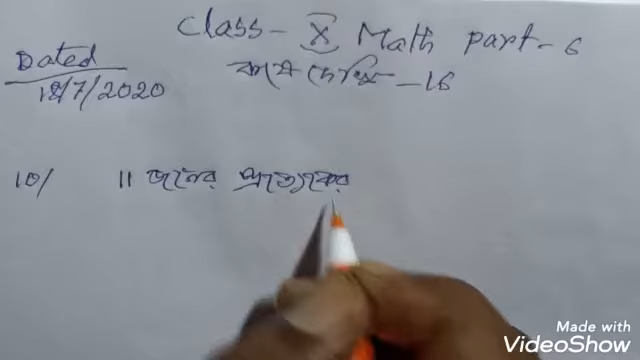 Class - X Math part - 6
Dated
কষে দেখি - 16
18/7/2020
10/ 11 জনের প্রত্যেকের
Made with
VideoShow